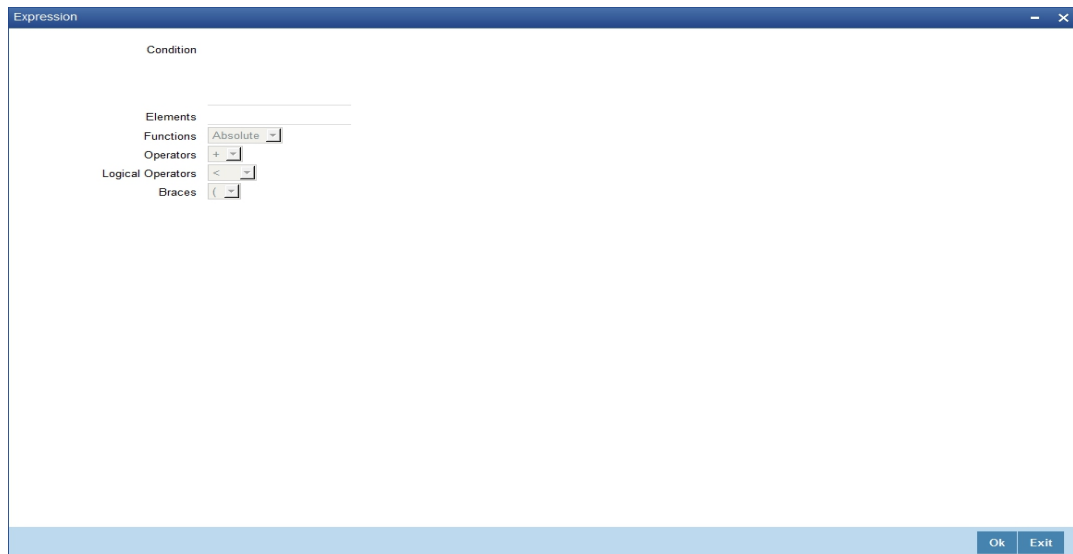 Expression
Condition
Elements
Functions Absolute
Operators +
Logical Operators <
Braces (
Ok Exit